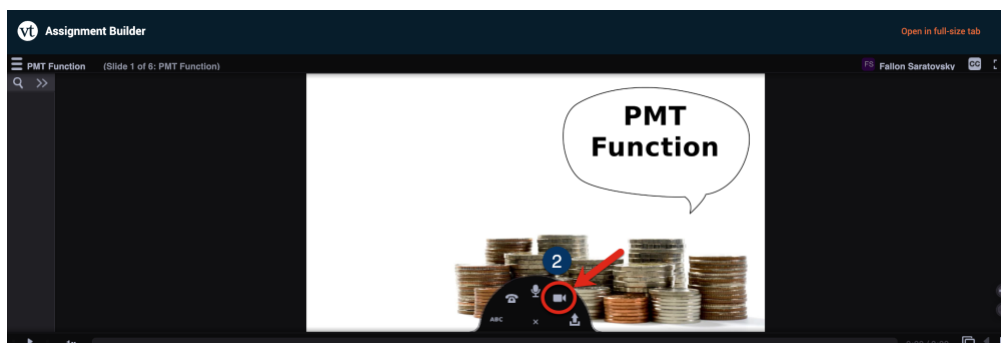 vt Assignment Builder
Open in full-size tab
PMT Function (Slide 1 of 6: PMT Function)
FS Fallon Saratovsky CC
PMT
Function
2
ABC